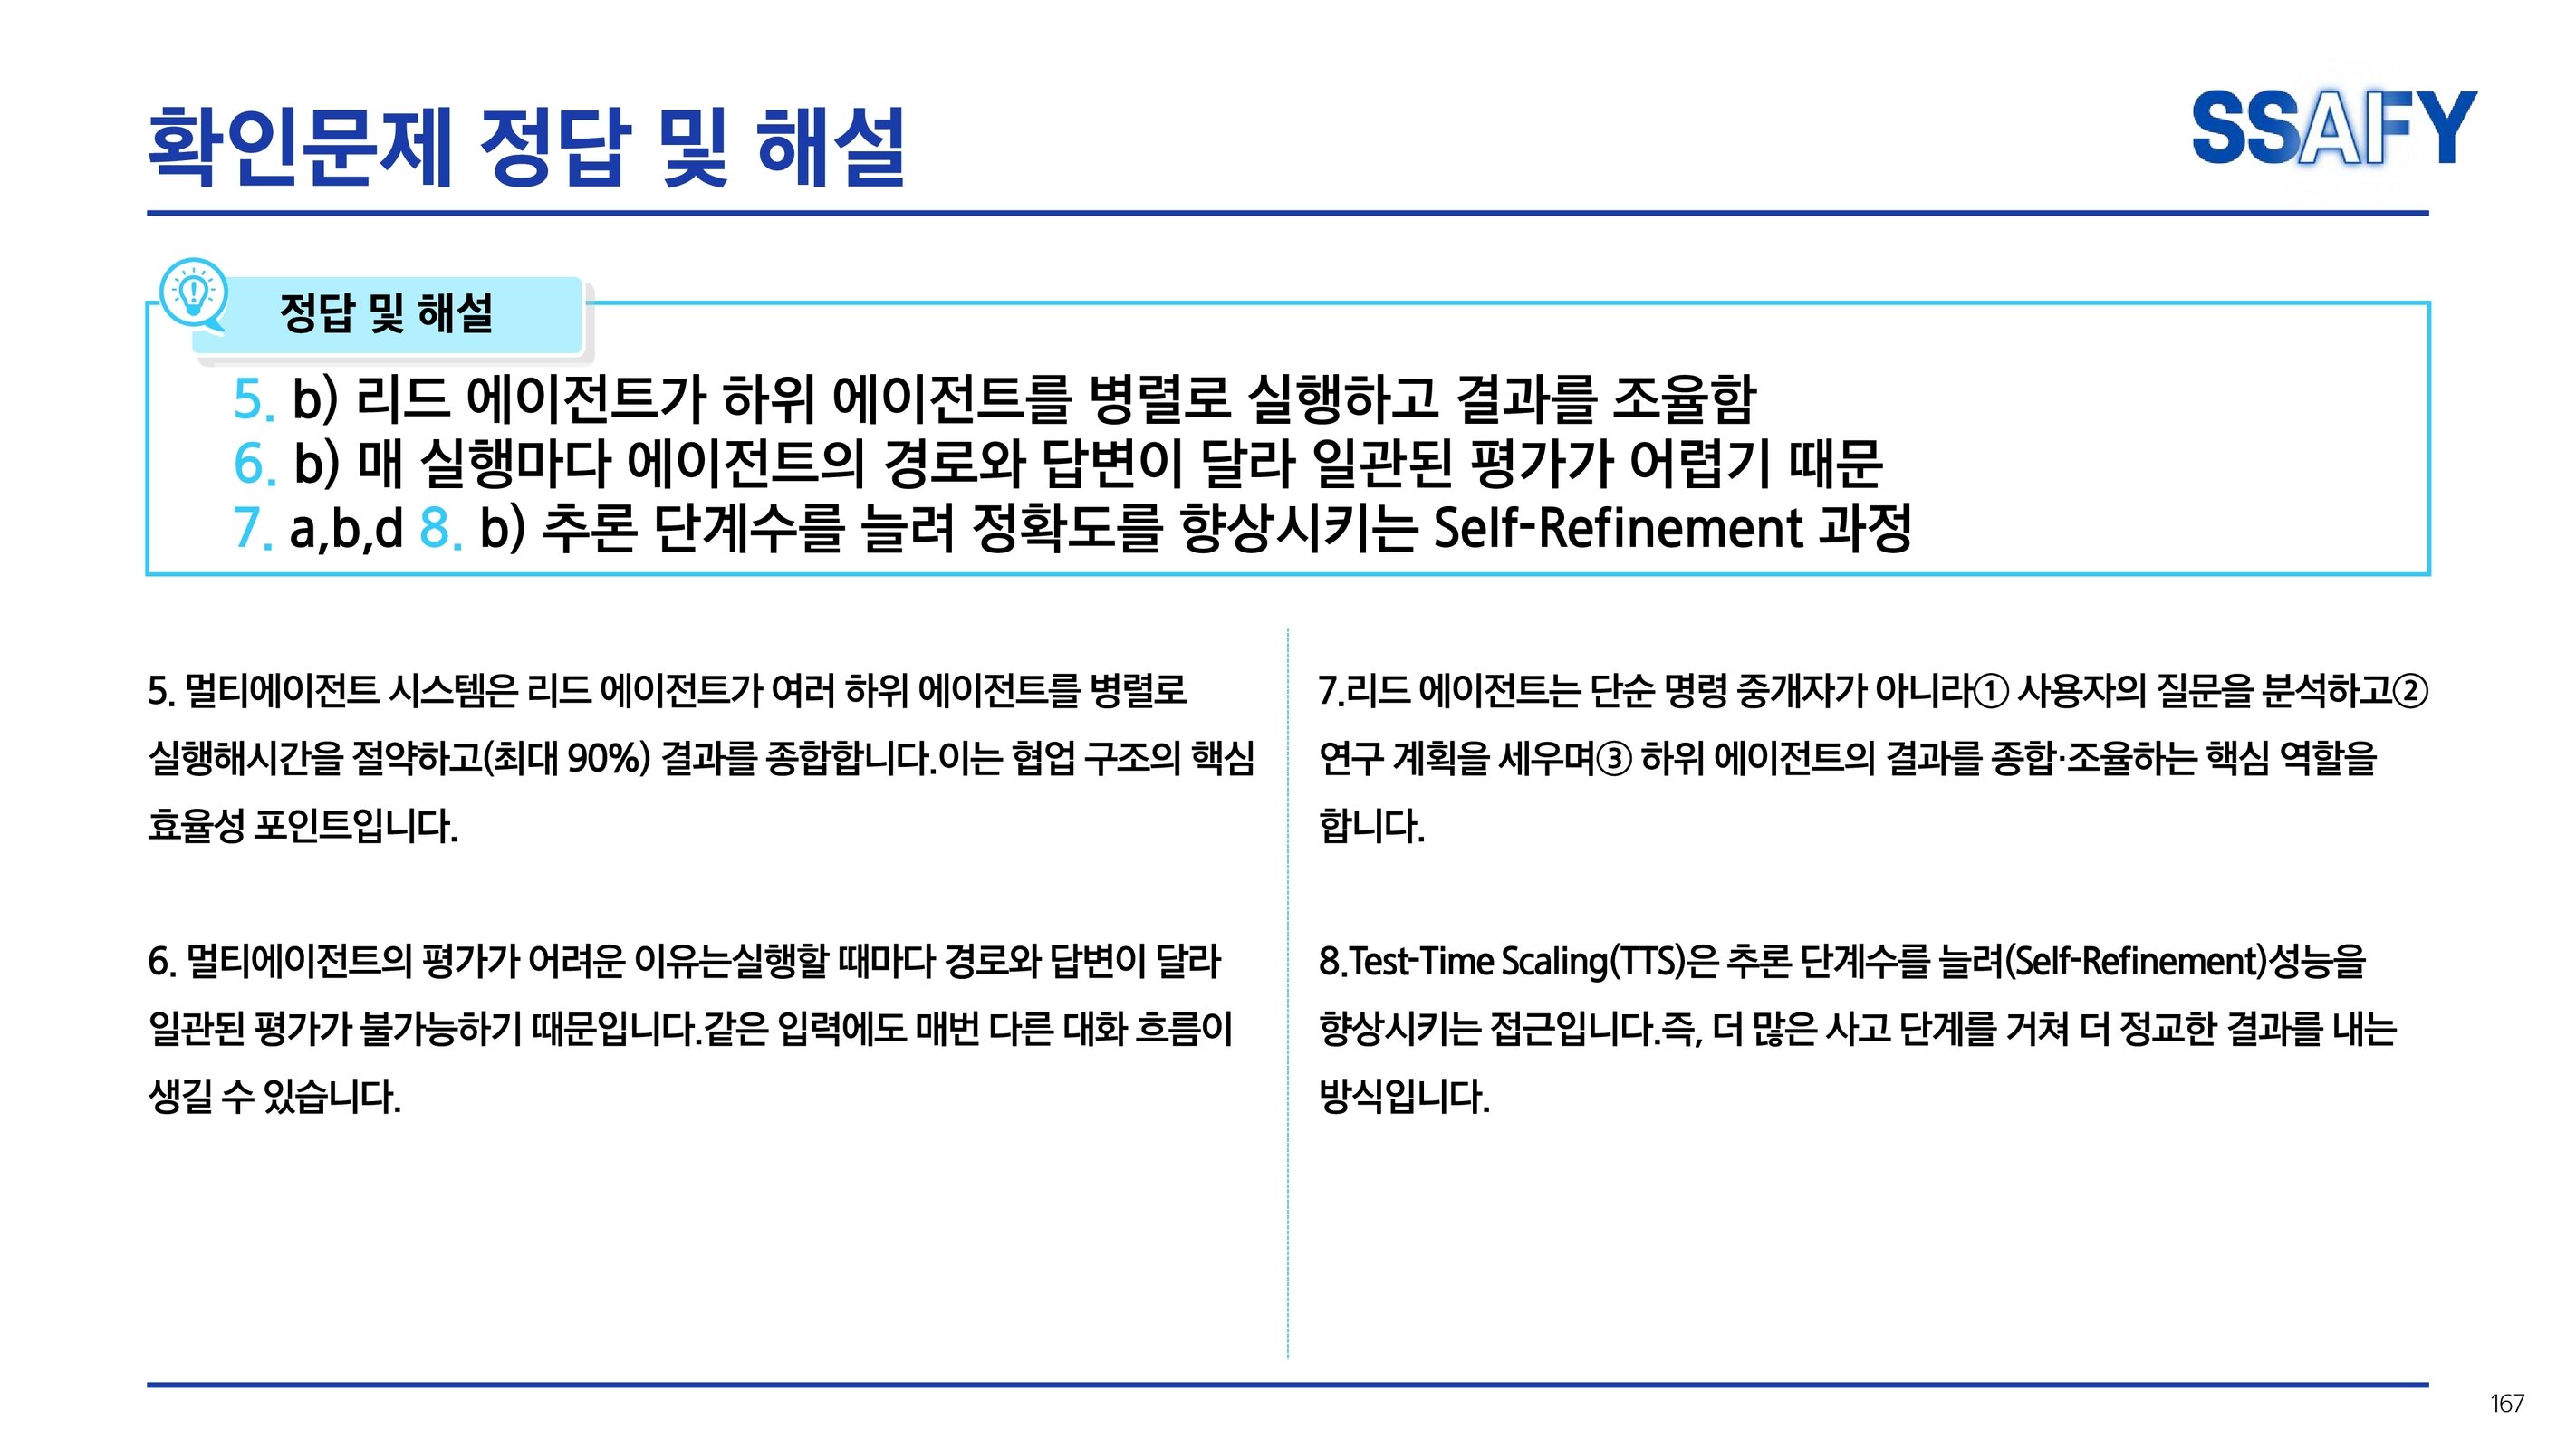 확인문제 정답 및 해설
SSAFY
정답 및 해설
5. b) 리드 에이전트가 하위 에이전트를 병렬로 실행하고 결과를 조율함
6. b) 매 실행마다 에이전트의 경로와 답변이 달라 일관된 평가가 어렵기 때문
7. a,b,d 8. b) 추론 단계수를 늘려 정확도를 향상시키는 Self-Refinement 과정
5. 멀티에이전트 시스템은 리드 에이전트가 여러 하위 에이전트를 병렬로
실행해시간을 절약하고(최대 90%) 결과를 종합합니다.이는 협업 구조의 핵심
효율성 포인트입니다.
6. 멀티에이전트의 평가가 어려운 이유는실행할 때마다 경로와 답변이 달라
일관된 평가가 불가능하기 때문입니다.같은 입력에도 매번 다른 대화 흐름이
생길 수 있습니다.
7.리드 에이전트는 단순 명령 중개자가 아니라① 사용자의 질문을 분석하고②
연구 계획을 세우며③ 하위 에이전트의 결과를 종합·조율하는 핵심 역할을
합니다.
8.Test-Time Scaling(TTS)은 추론 단계수를 늘려(Self-Refinement)성능을
향상시키는 접근입니다.즉, 더 많은 사고 단계를 거쳐 더 정교한 결과를 내는
방식입니다.
167